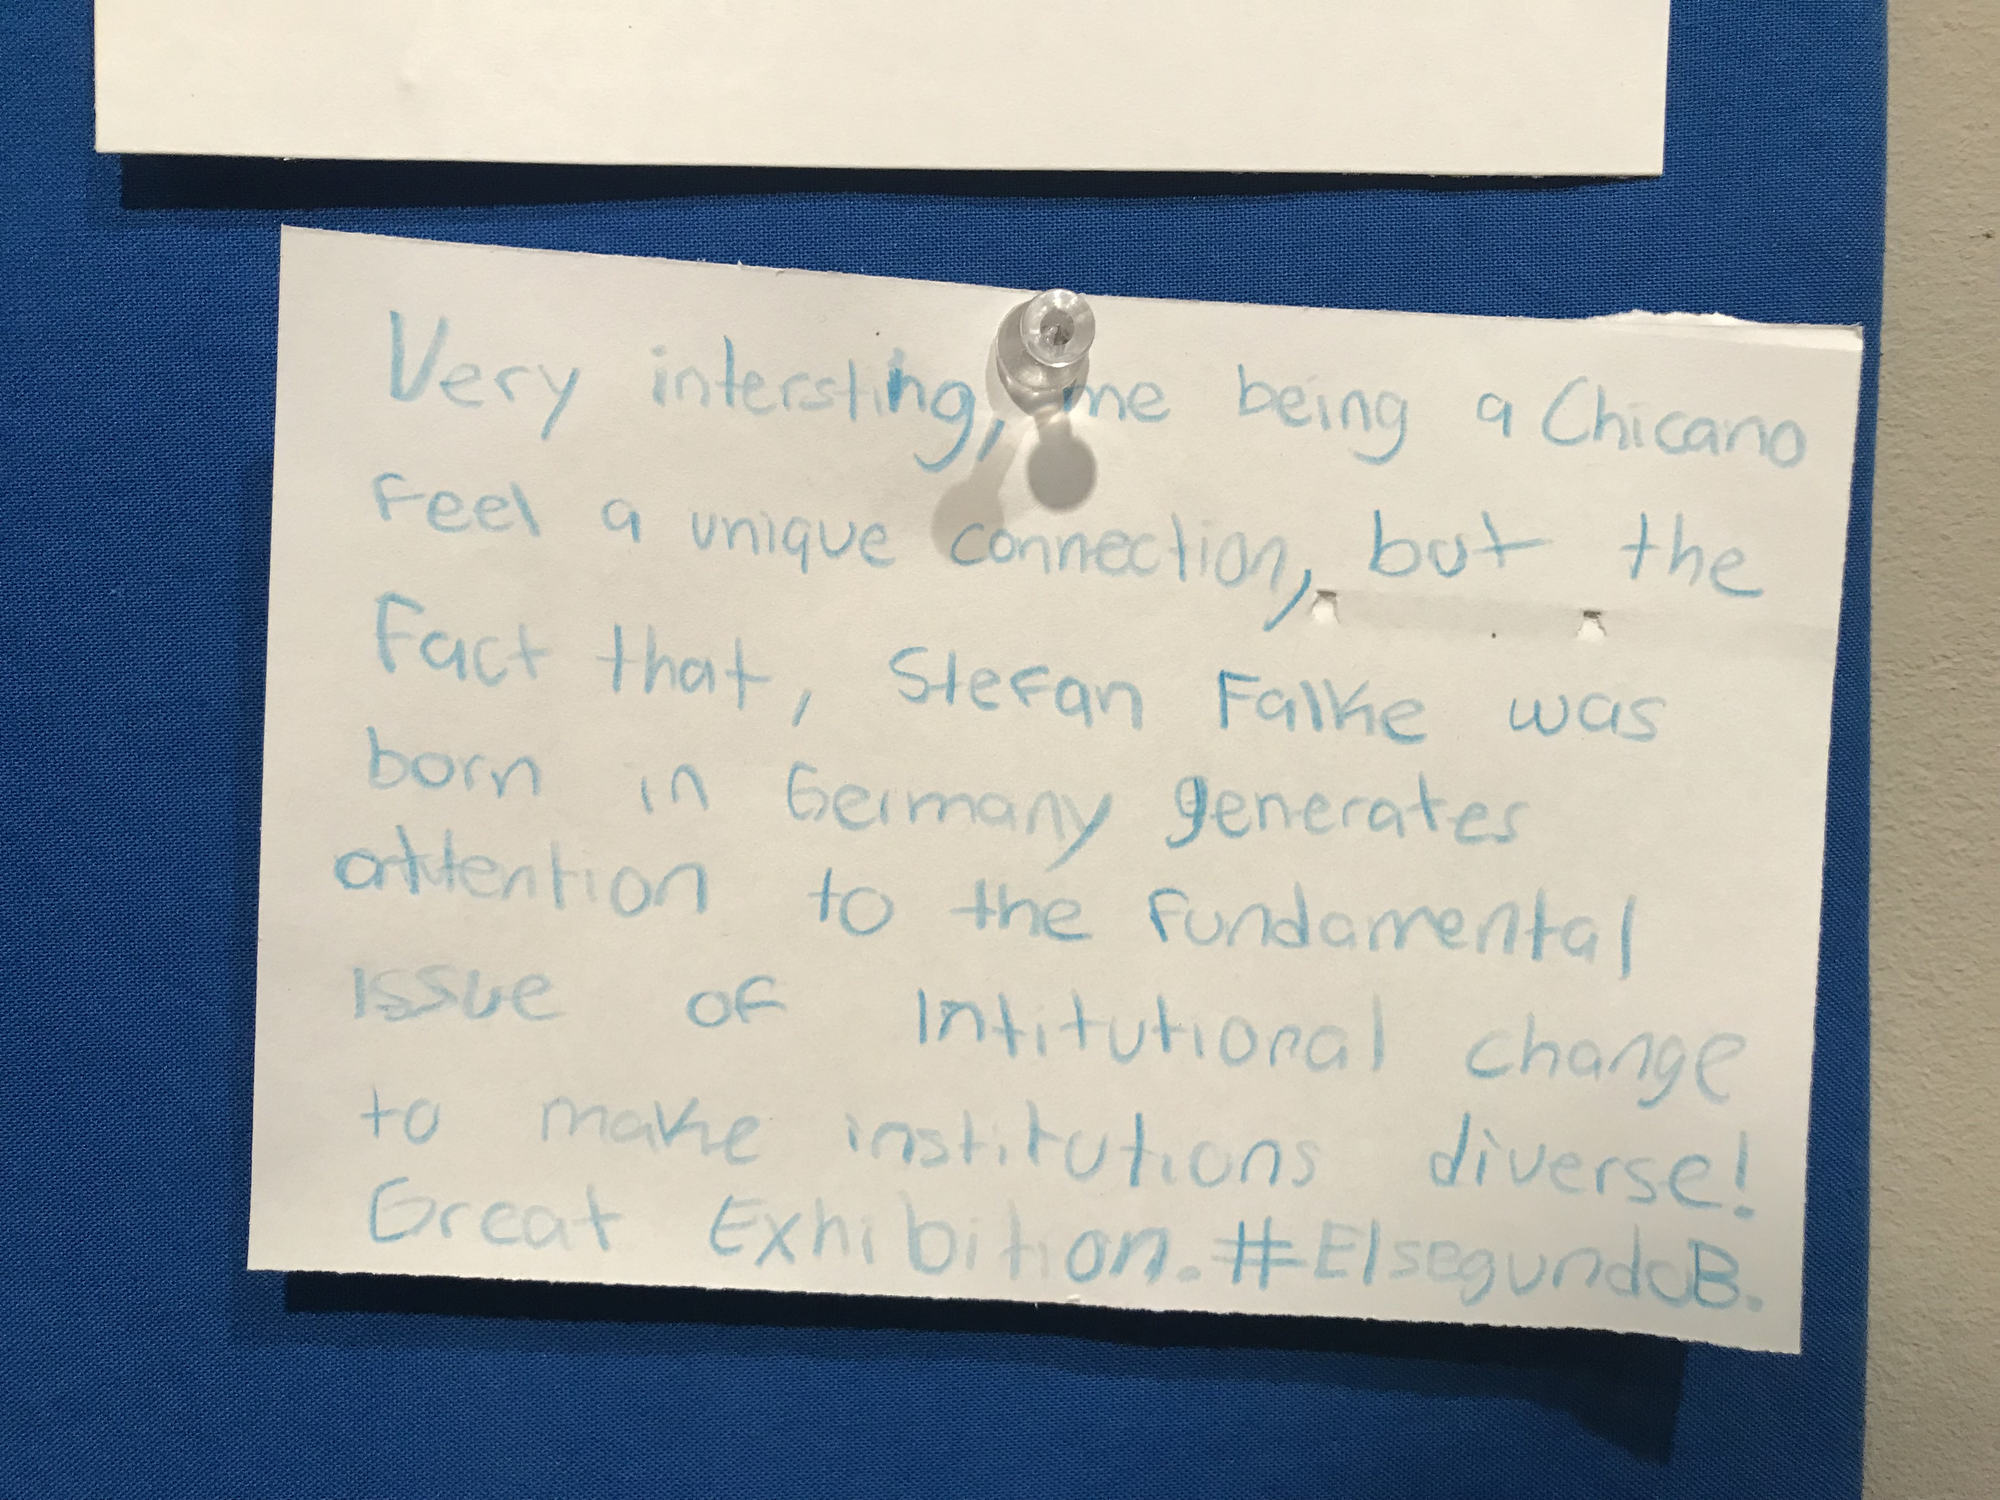 Very intersting, me being a Chicano
Feel a unique connection, but the
Fact that, Stefan Falke was
born in Germany generates
attention to the fundamental
issue of Intitutional change
to make institutions diverse!
Great Exhibition. #ElsegundoB.